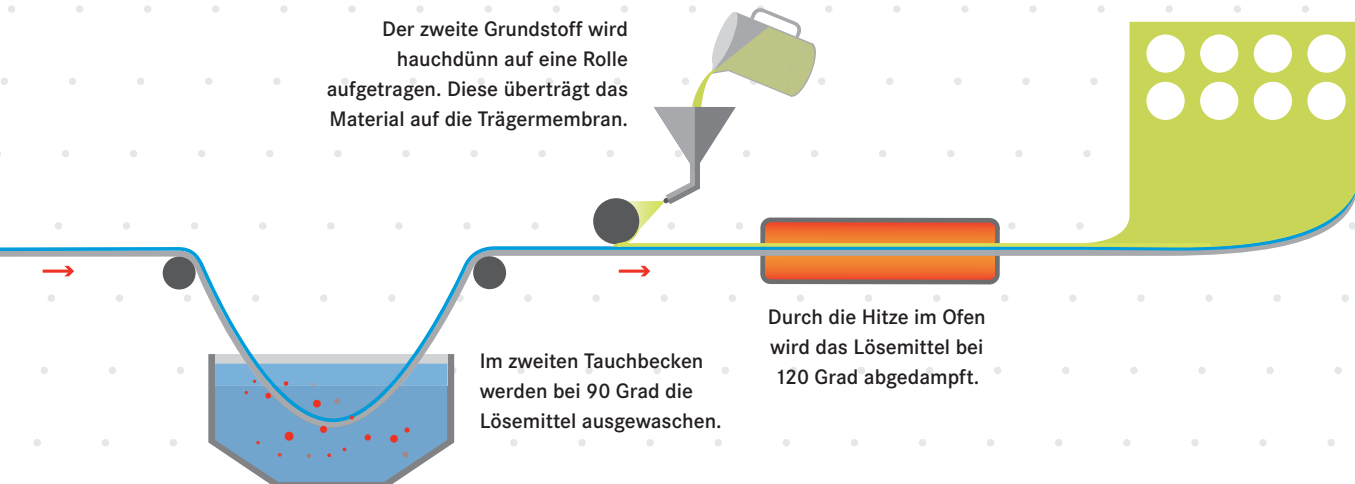 Der zweite Grundstoff wird
hauchdünn auf eine Rolle
aufgetragen. Diese überträgt das
Material auf die Trägermembran.
Im zweiten Tauchbecken
werden bei 90 Grad die
Lösemittel ausgewaschen.
Durch die Hitze im Ofen
wird das Lösemittel bei
120 Grad abgedampft.